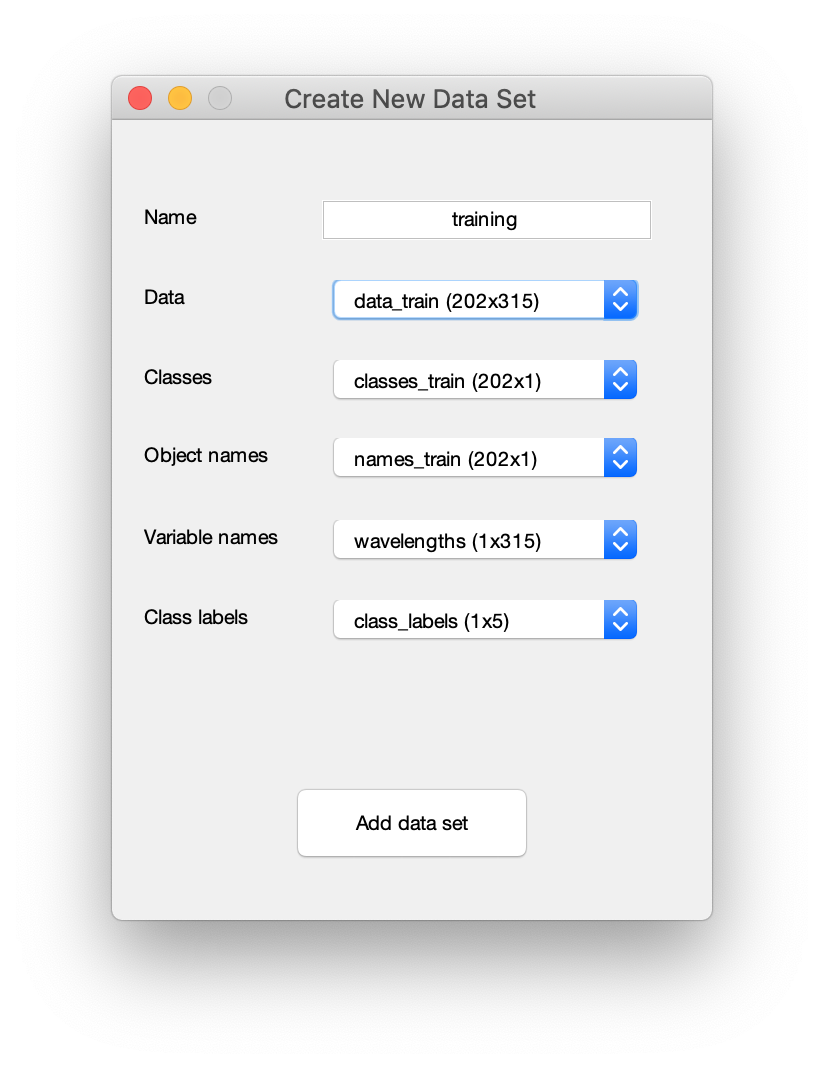 Create New Data Set
Name
training
Data
data_train (202x315)
Classes
classes_train (202x1)
Object names
names_train (202x1)
Variable names
wavelengths (1x315)
Class labels
class_labels (1x5)
Add data set